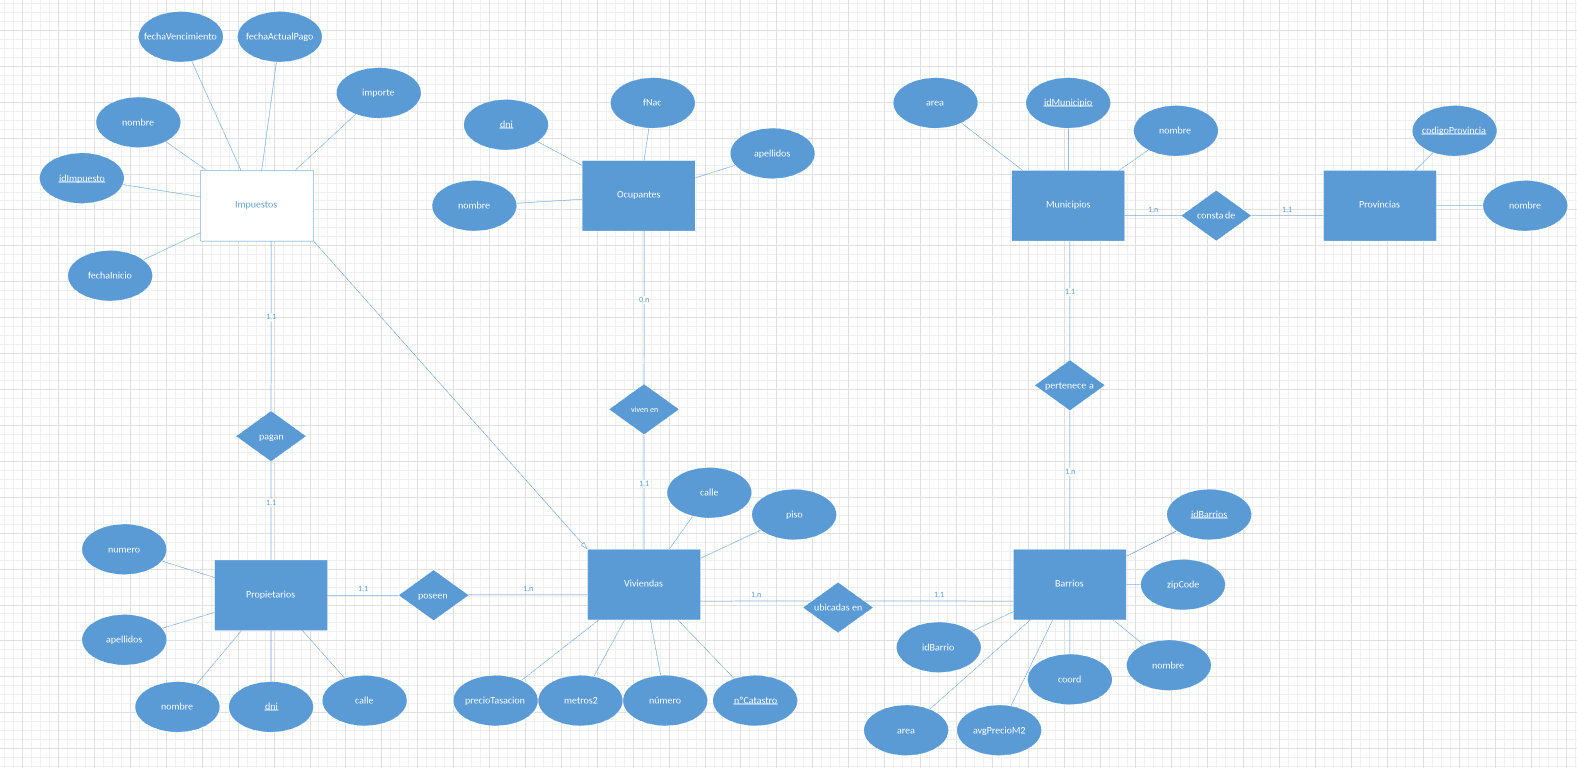 fechaVencimiento
fechaActualPago
importe
nombre
idImpuesto
Impuestos
fechaInicio
fNac
dni
apellidos
nombre
Ocupantes
area
idMunicipio
nombre
Municipios
1,n
consta de
1,1
Provincias
codigoProvincia
nombre
1,1
0,n
1,1
pagan
viven en
pertenece a
1,1
1,1
1,n
calle
piso
idBarrios
numero
Propietarios
1,1
poseen
1,n
Viviendas
1,n
ubicadas en
1,1
Barrios
zipCode
apellidos
nombre
dni
calle
precioTasacion
metros2
número
nºCatastro
idBarrio
coord
nombre
area
avgPrecioM2